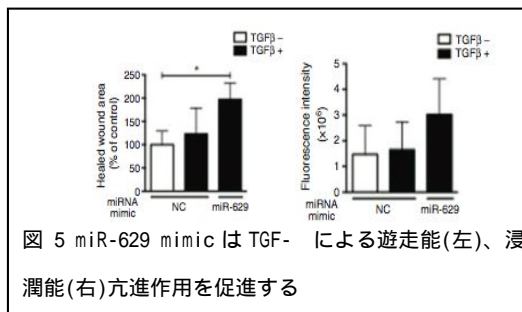 TGFβ −
TGFβ +
*
Healed wound area
(% of control)
250
200
150
100
50
0
miRNA
mimic
NC
miR-629
TGFβ −
TGFβ +
Fluorescence intensity
(×10⁶)
5
4
3
2
1
0
miRNA
mimic
NC
miR-629
図 5 miR-629 mimic は TGF- による遊走能(左)、浸
潤能(右)亢進作用を促進する